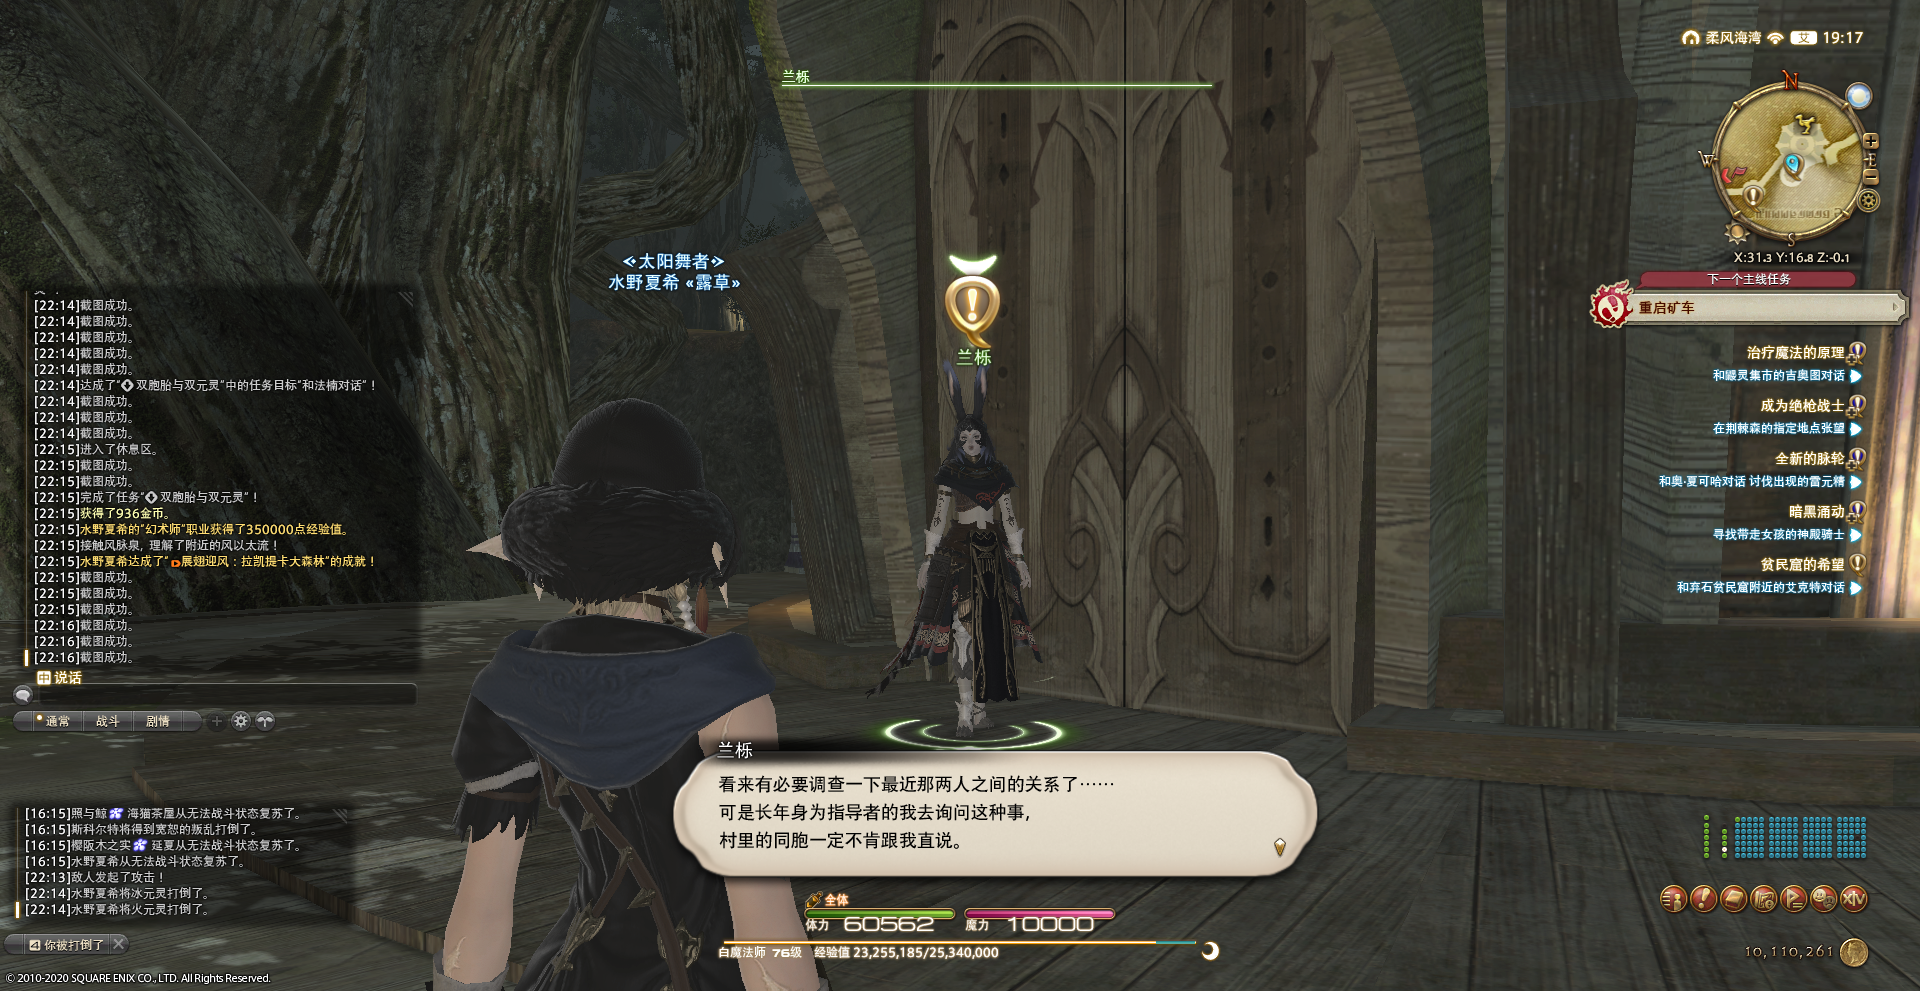 兰栎
柔风海湾 艾 19:17
N
W
E
S
X:31.3 Y:16.8 Z:-0.1
下一个主线任务
重启矿车
治疗魔法的原理
和鼹灵集市的吉奥图对话
成为绝枪战士
在荆棘森的指定地点张望
全新的脉轮
和奥·夏可哈对话 讨伐出现的雷元精
暗黑涌动
寻找带走女孩的神殿骑士
贫民窟的希望
和弃石贫民窟附近的艾克特对话
太阳舞者
水野夏希 «露草»
兰栎
[22:14]截图成功。
[22:14]截图成功。
[22:14]截图成功。
[22:14]截图成功。
[22:14]截图成功。
[22:14]达成了“双胞胎与双元灵”中的任务目标“和法楠对话”！
[22:14]截图成功。
[22:14]截图成功。
[22:14]截图成功。
[22:15]进入了休息区。
[22:15]截图成功。
[22:15]截图成功。
[22:15]完成了任务“双胞胎与双元灵”！
[22:15]获得了936金币。
[22:15]水野夏希的“幻术师”职业获得了350000点经验值。
[22:15]接触风脉泉，理解了附近的风以太流！
[22:15]水野夏希达成了“展翅迎风：拉凯提卡大森林”的成就！
[22:15]截图成功。
[22:15]截图成功。
[22:15]截图成功。
[22:16]截图成功。
[22:16]截图成功。
[22:16]截图成功。
说话
通常 战斗 剧情
兰栎
看来有必要调查一下最近那两人之间的关系了……
可是长年身为指导者的我去询问这种事，
村里的同胞一定不肯跟我直说。
[16:15]照与鲸 海猫茶屋从无法战斗状态复苏了。
[16:15]斯科尔特将得到宽恕的叛乱打倒了。
[16:15]樱阪木之实 延夏从无法战斗状态复苏了。
[16:15]水野夏希从无法战斗状态复苏了。
[22:13]敌人发起了攻击！
[22:14]水野夏希将冰元灵打倒了。
[22:14]水野夏希将火元灵打倒了。
4 你被打倒了
全体
体力 60562 魔力 10000
白魔法师 76级 经验值 23,255,185/25,340,000
XIV
10,110,261
© 2010-2020 SQUARE ENIX CO., LTD. All Rights Reserved.